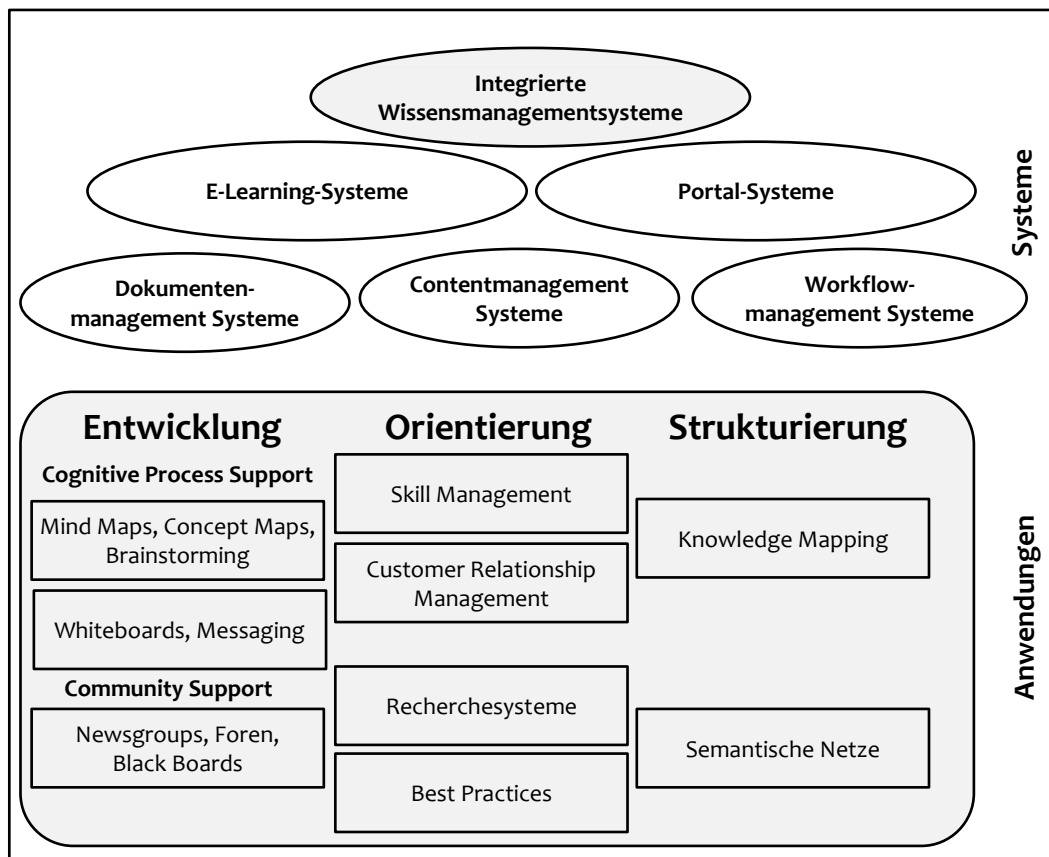 Integrierte
Wissensmanagementsysteme
E-Learning-Systeme
Portal-Systeme
Dokumenten-
management Systeme
Contentmanagement
Systeme
Workflow-
management Systeme
Systeme
Entwicklung
Cognitive Process Support
Mind Maps, Concept Maps,
Brainstorming
Whiteboards, Messaging
Community Support
Newsgroups, Foren,
Black Boards
Orientierung
Skill Management
Customer Relationship
Management
Recherchesysteme
Best Practices
Strukturierung
Knowledge Mapping
Semantische Netze
Anwendungen